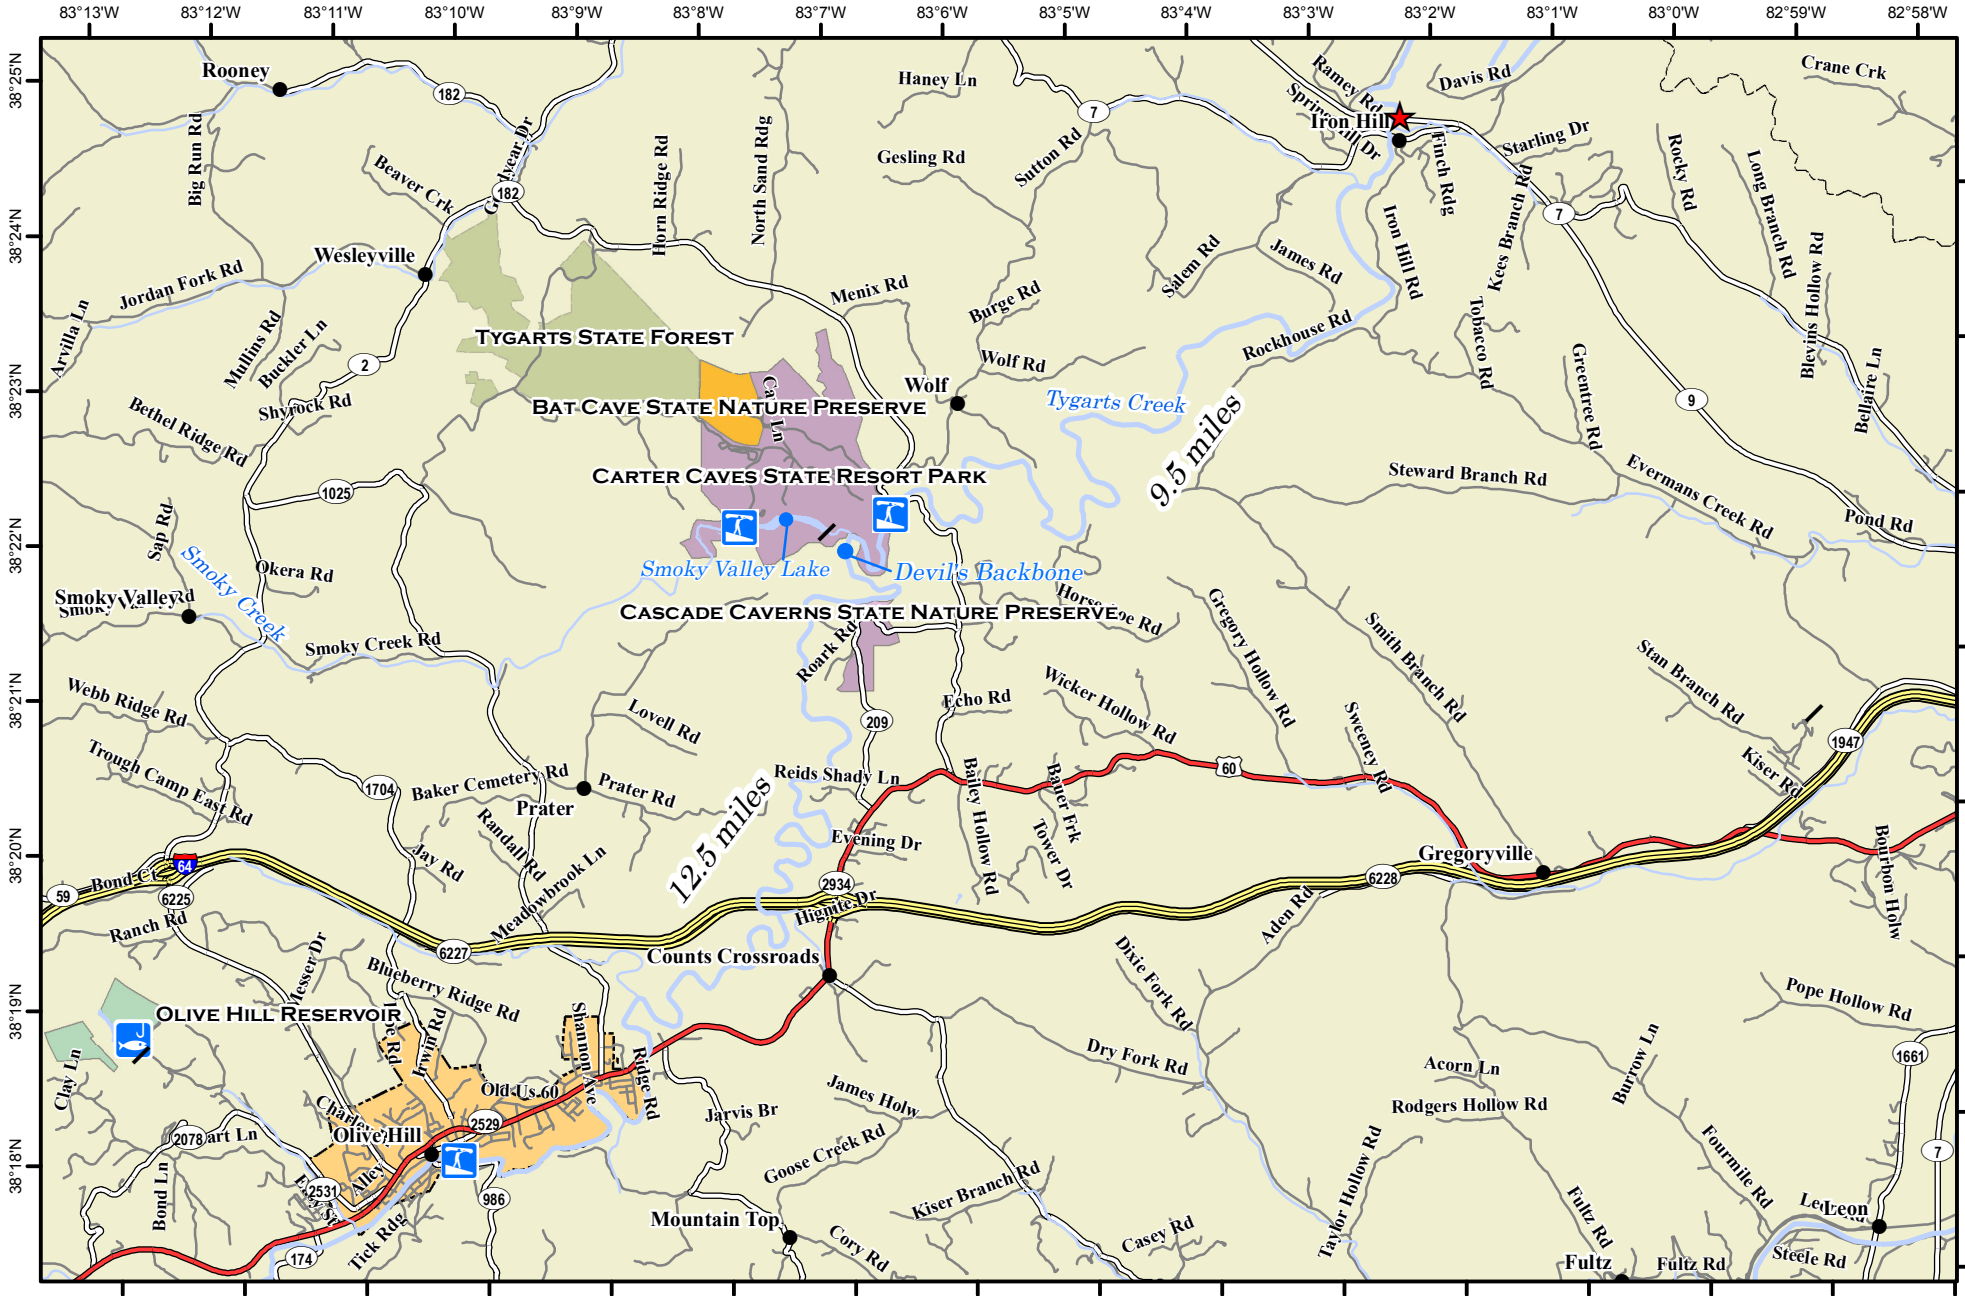 83°13'W 83°12'W 83°11'W 83°10'W 83°9'W 83°8'W 83°7'W 83°6'W 83°5'W 83°4'W 83°3'W 83°2'W 83°1'W 83°0'W 82°59'W 82°58'W
38°25'N
38°24'N
38°23'N
38°22'N
38°21'N
38°20'N
38°19'N
38°18'N
Rooney
182
Haney Ln
7
Ramey Rd
Davis Rd
Crane Crk
Spring Hill Dr
Iron Hill
Starling Dr
Finch Rdg
Rocky Rd
Long Branch Rd
Big Run Rd
Beaver Crk
182
Horn Ridge Rd
North Sand Rdg
Gesling Rd
Sutton Rd
Kees Branch Rd
7
Wesleyville
Jordan Fork Rd
Iron Hill Rd
James Rd
Salem Rd
Blevins Hollow Rd
Menix Rd
Burge Rd
Arvilla Ln
Mullins Rd
Buckler Ln
2
TYGARTS STATE FOREST
Rockhouse Rd
Tobacco Rd
Greentree Rd
Bellaire Ln
Wolf Rd
Wolf
9
Shyrock Rd
Bethel Ridge Rd
BAT CAVE STATE NATURE PRESERVE
Tygarts Creek
9.5 miles
CARTER CAVES STATE RESORT PARK
Steward Branch Rd
Evermans Creek Rd
Pond Rd
1025
Sap Rd
Smoky Creek
Okera Rd
Smoky Valley Lake
Devil's Backbone
Smoky Valley
CASCADE CAVERNS STATE NATURE PRESERVE
Gregory Hollow Rd
Smith Branch Rd
Smoky Creek Rd
Roark Rd
Stan Branch Rd
Webb Ridge Rd
Lovell Rd
209
Echo Rd
Wicker Hollow Rd
Sweeney Rd
1947
Kiser Rd
Trough Camp East Rd
1704
Baker Cemetery Rd
Prater Rd
Prater
12.5 miles
Reids Shady Ln
60
Bailey Hollow Rd
Bauer Frk
Tower Dr
Randall Rd
Jay Rd
Evening Dr
Gregoryville
Bourbon Holw
64
Bond Ct
59
6225
Meadowbrook Ln
2934
Hignite Dr
6228
Aden Rd
Ranch Rd
6227
Counts Crossroads
Dixie Fork Rd
Messer Dr
Blueberry Ridge Rd
Pope Hollow Rd
OLIVE HILL RESERVOIR
Irwin Rd
Shannon Ave
Ridge Rd
Clay Ln
Dry Fork Rd
Acorn Ln
Burrow Ln
1661
Old Us 60
James Holw
Jarvis Br
Rodgers Hollow Rd
2529
2078
Olive Hill
Goose Creek Rd
Fourmile Rd
7
Alley
2531
Bond Ln
986
Kiser Branch Rd
Taylor Hollow Rd
Mountain Top
Casey Rd
Fultz Rd
Leon
Tick Rdg
174
Cory Rd
Fultz
Fultz Rd
Steele Rd